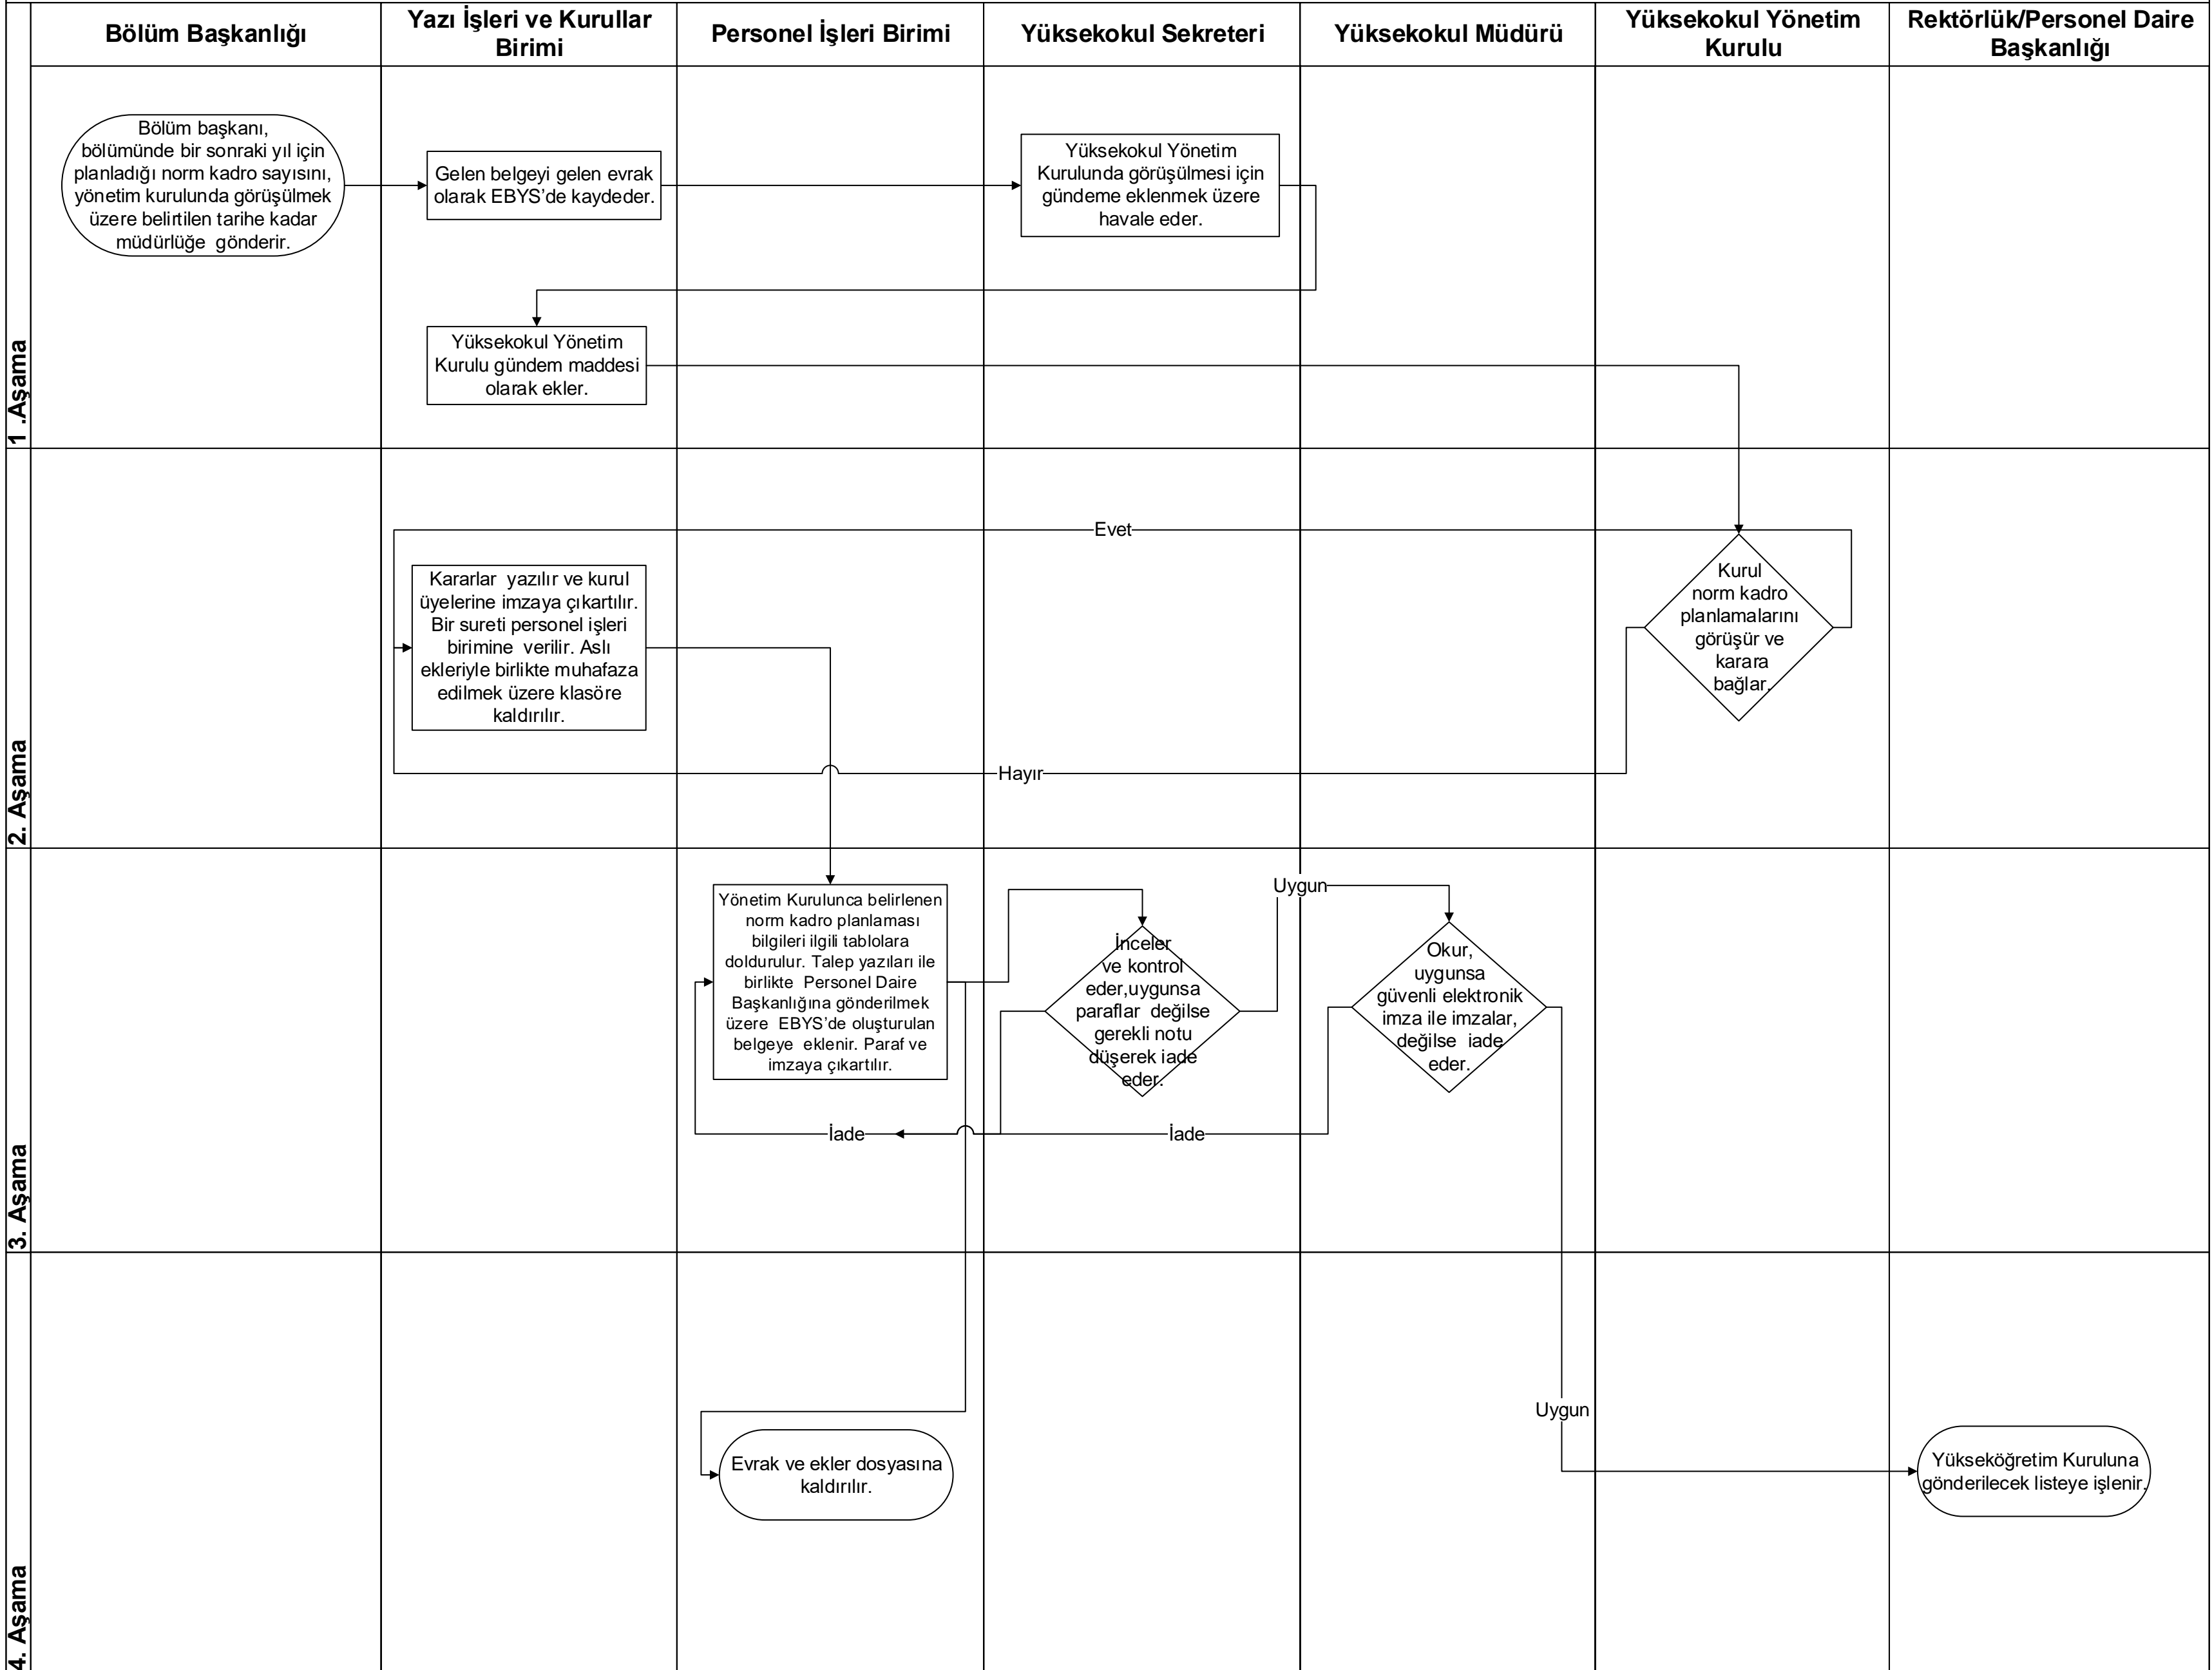 Bölüm Başkanlığı
Yazı İşleri ve Kurullar
Birimi
Personel İşleri Birimi
Yüksekokul Sekreteri
Yüksekokul Müdürü
Yüksekokul Yönetim
Kurulu
Rektörlük/Personel Daire
Başkanlığı
1 .Aşama
Bölüm başkanı,
bölümünde bir sonraki yıl için
planladığı norm kadro sayısını,
yönetim kurulunda görüşülmek
üzere belirtilen tarihe kadar
müdürlüğe  gönderir.
Gelen belgeyi gelen evrak
olarak EBYS’de kaydeder.
Yüksekokul Yönetim
Kurulunda görüşülmesi için
gündeme eklenmek üzere
havale eder.
Yüksekokul Yönetim
Kurulu gündem maddesi
olarak ekler.
2. Aşama
Evet
Kararlar  yazılır ve kurul
üyelerine imzaya çıkartılır.
Bir sureti personel işleri
birimine  verilir. Aslı
ekleriyle birlikte muhafaza
edilmek üzere klasöre
kaldırılır.
Kurul
norm kadro
planlamalarını
görüşür ve
karara
bağlar.
Hayır
3. Aşama
Yönetim Kurulunca belirlenen
norm kadro planlaması
bilgileri ilgili tablolara
doldurulur. Talep yazıları ile
birlikte  Personel Daire
Başkanlığına gönderilmek
üzere  EBYS’de oluşturulan
belgeye  eklenir. Paraf ve
imzaya çıkartılır.
İnceler
ve kontrol
eder,uygunsa
paraflar  değilse
gerekli notu
düşerek iade
eder.
Uygun
Okur,
uygunsa
güvenli elektronik
imza ile imzalar,
değilse  iade
eder.
İade
İade
4. Aşama
Evrak ve ekler dosyasına
kaldırılır.
Uygun
Yükseköğretim Kuruluna
gönderilecek listeye işlenir.